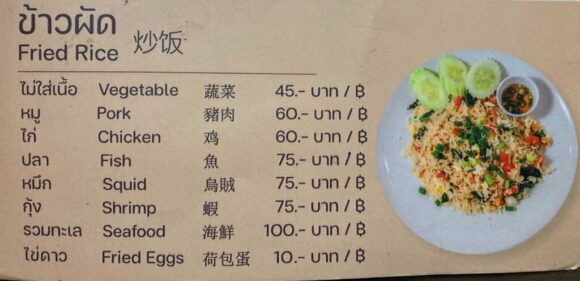 ข้าวผัด
Fried Rice 炒饭
ไม่ใส่เนื้อ Vegetable 蔬菜 45.- บาท / ฿
หมู Pork 豬肉 60.- บาท / ฿
ไก่ Chicken 鸡 60.- บาท / ฿
ปลา Fish 魚 75.- บาท / ฿
หมึก Squid 烏賊 75.- บาท / ฿
กุ้ง Shrimp 蝦 75.- บาท / ฿
รวมทะเล Seafood 海鮮 100.- บาท / ฿
ไข่ดาว Fried Eggs 荷包蛋 10.- บาท / ฿